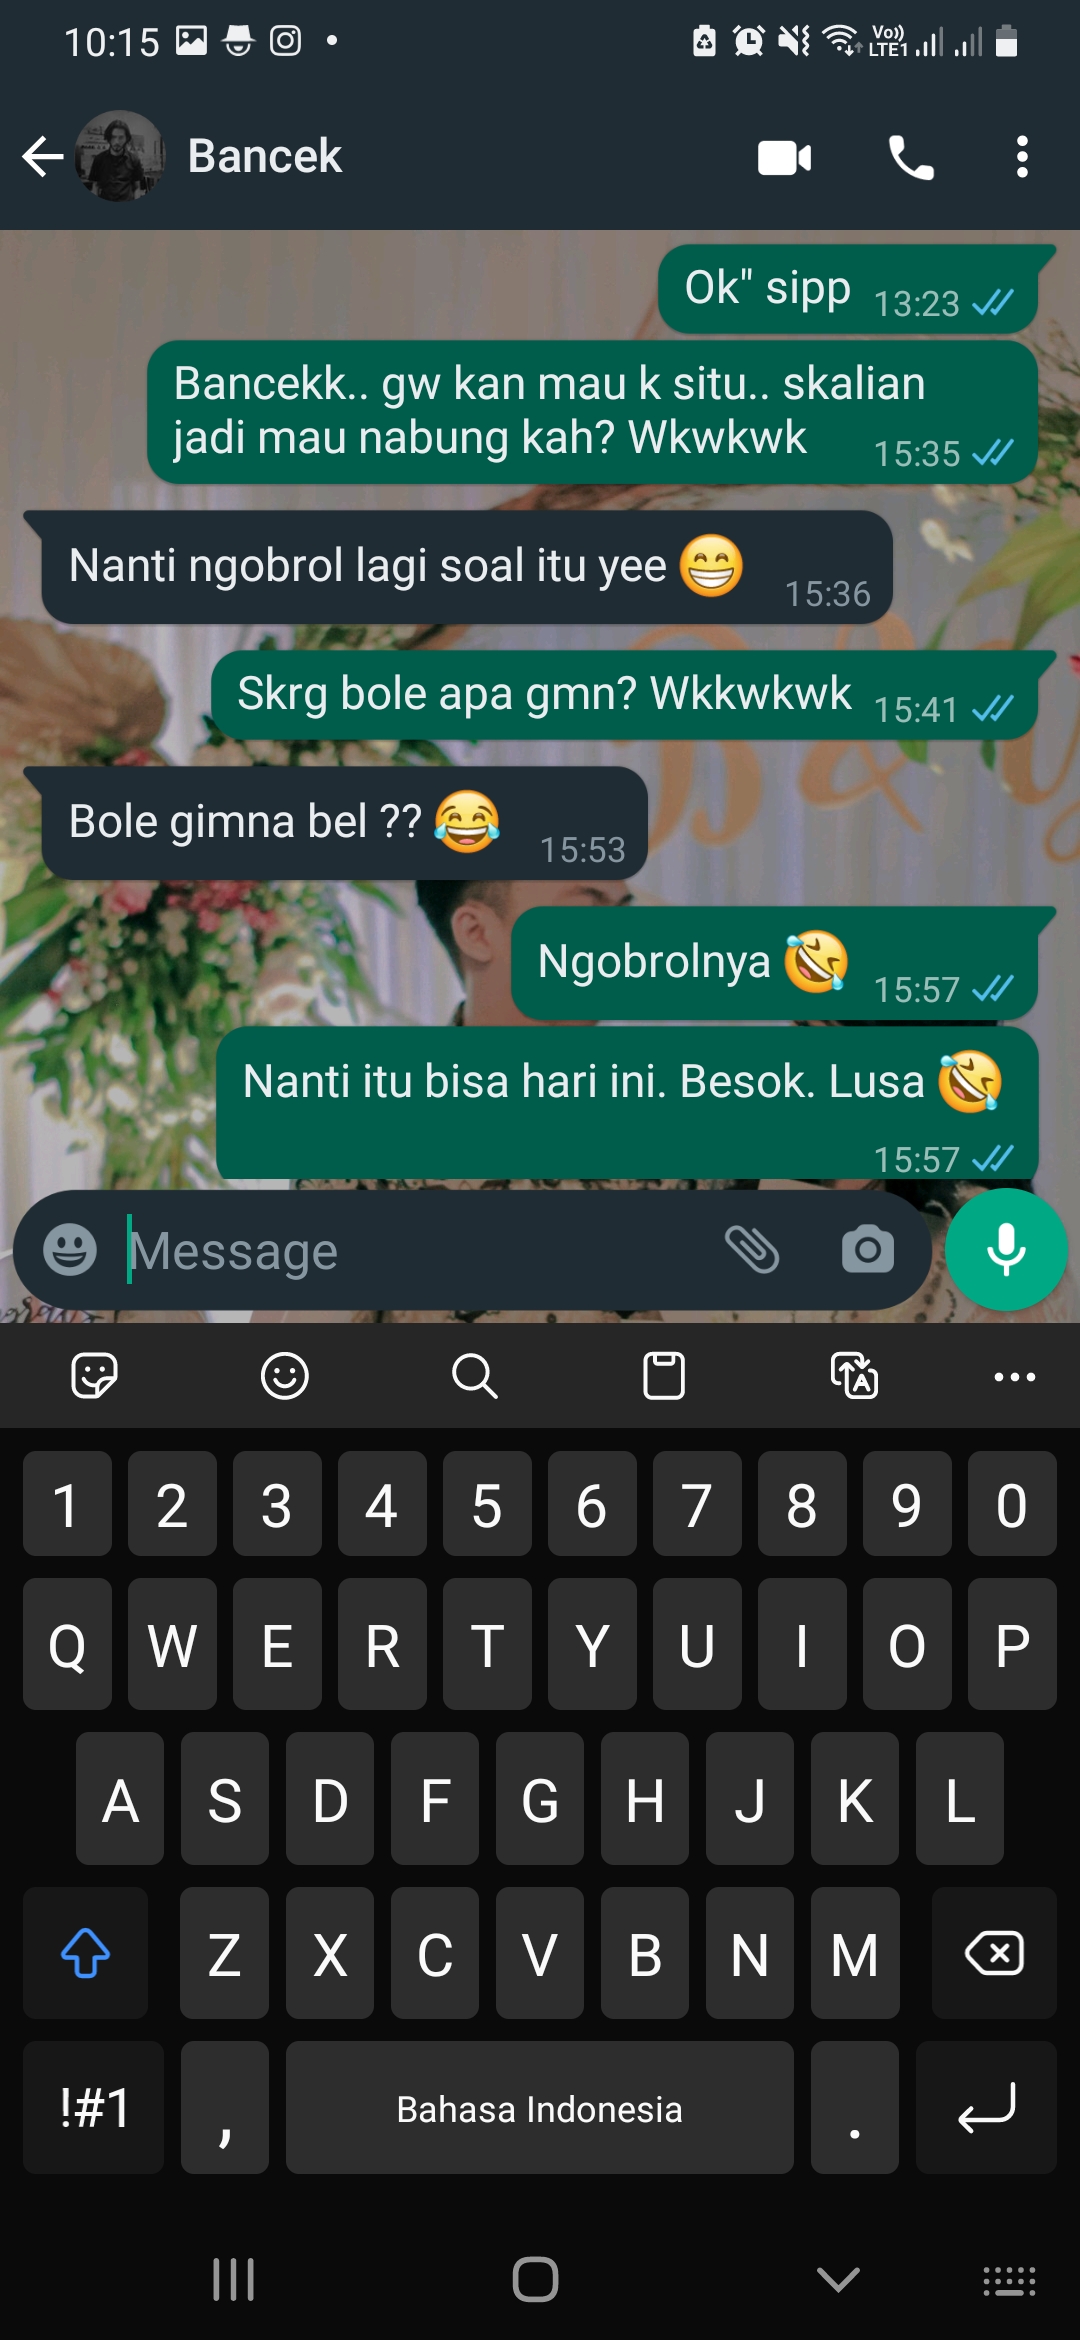 10:15
Vo))
LTE1
Bancek
Ok" sipp
13:23
Bancekk.. gw kan mau k situ.. skalian
jadi mau nabung kah? Wkwkwk
15:35
Nanti ngobrol lagi soal itu yee 😁
15:36
Skrg bole apa gmn? Wkkwkwk
15:41
Bole gimna bel ?? 😂
15:53
Ngobrolnya 🤣
15:57
Nanti itu bisa hari ini. Besok. Lusa 🤣
15:57
Message
1 2 3 4 5 6 7 8 9 0
Q W E R T Y U I O P
A S D F G H J K L
Z X C V B N M
!#1 , Bahasa Indonesia .